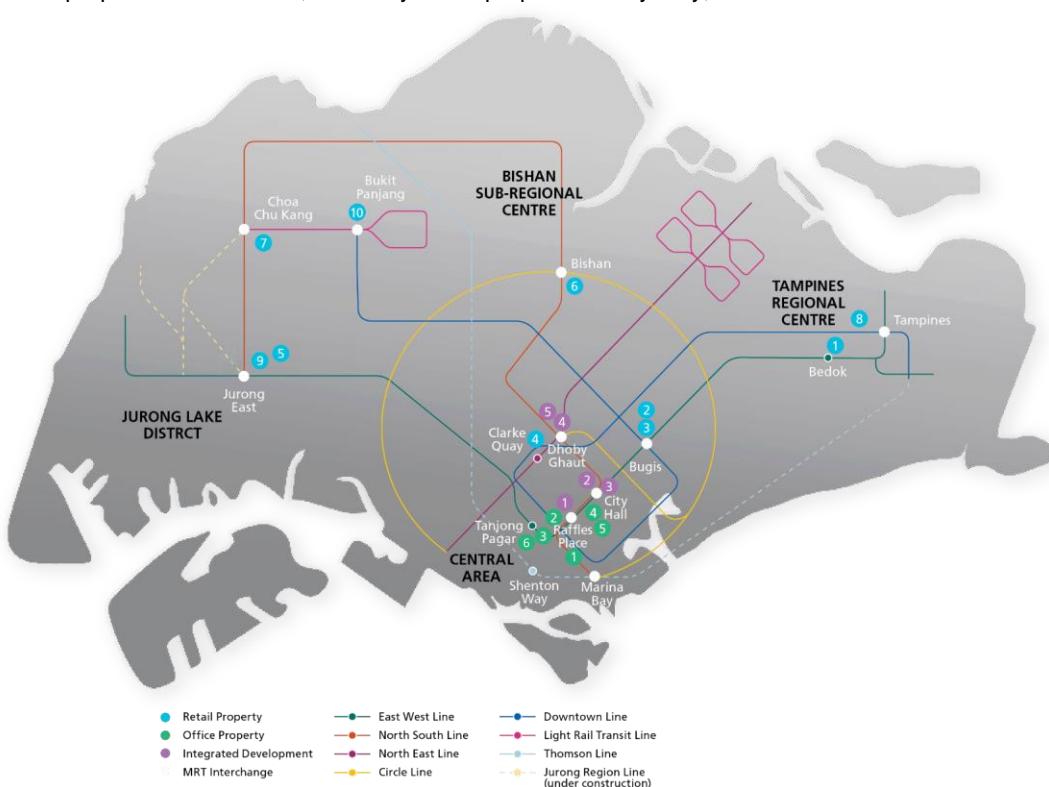 BISHAN
SUB-REGIONAL
CENTRE
Bukit
Panjang
10
Choa
Chu Kang
7
Bishan
6
TAMPINES
REGIONAL
CENTRE
8
Tampines
1
Bedok
9
5
Jurong
East
JURONG LAKE
DISTRCT
5
4
2
3
Clarke
Quay
4
Dhoby
Ghaut
Bugis
2
3
City
Hall
1
4
2
Raffles
Place
5
Tahjong
Pagar
3
6
1
CENTRAL
AREA
Shenton
Way
Marina
Bay
Retail Property
Office Property
Integrated Development
MRT Interchange
East West Line
North South Line
North East Line
Circle Line
Downtown Line
Light Rail Transit Line
Thomson Line
Jurong Region Line
(under construction)